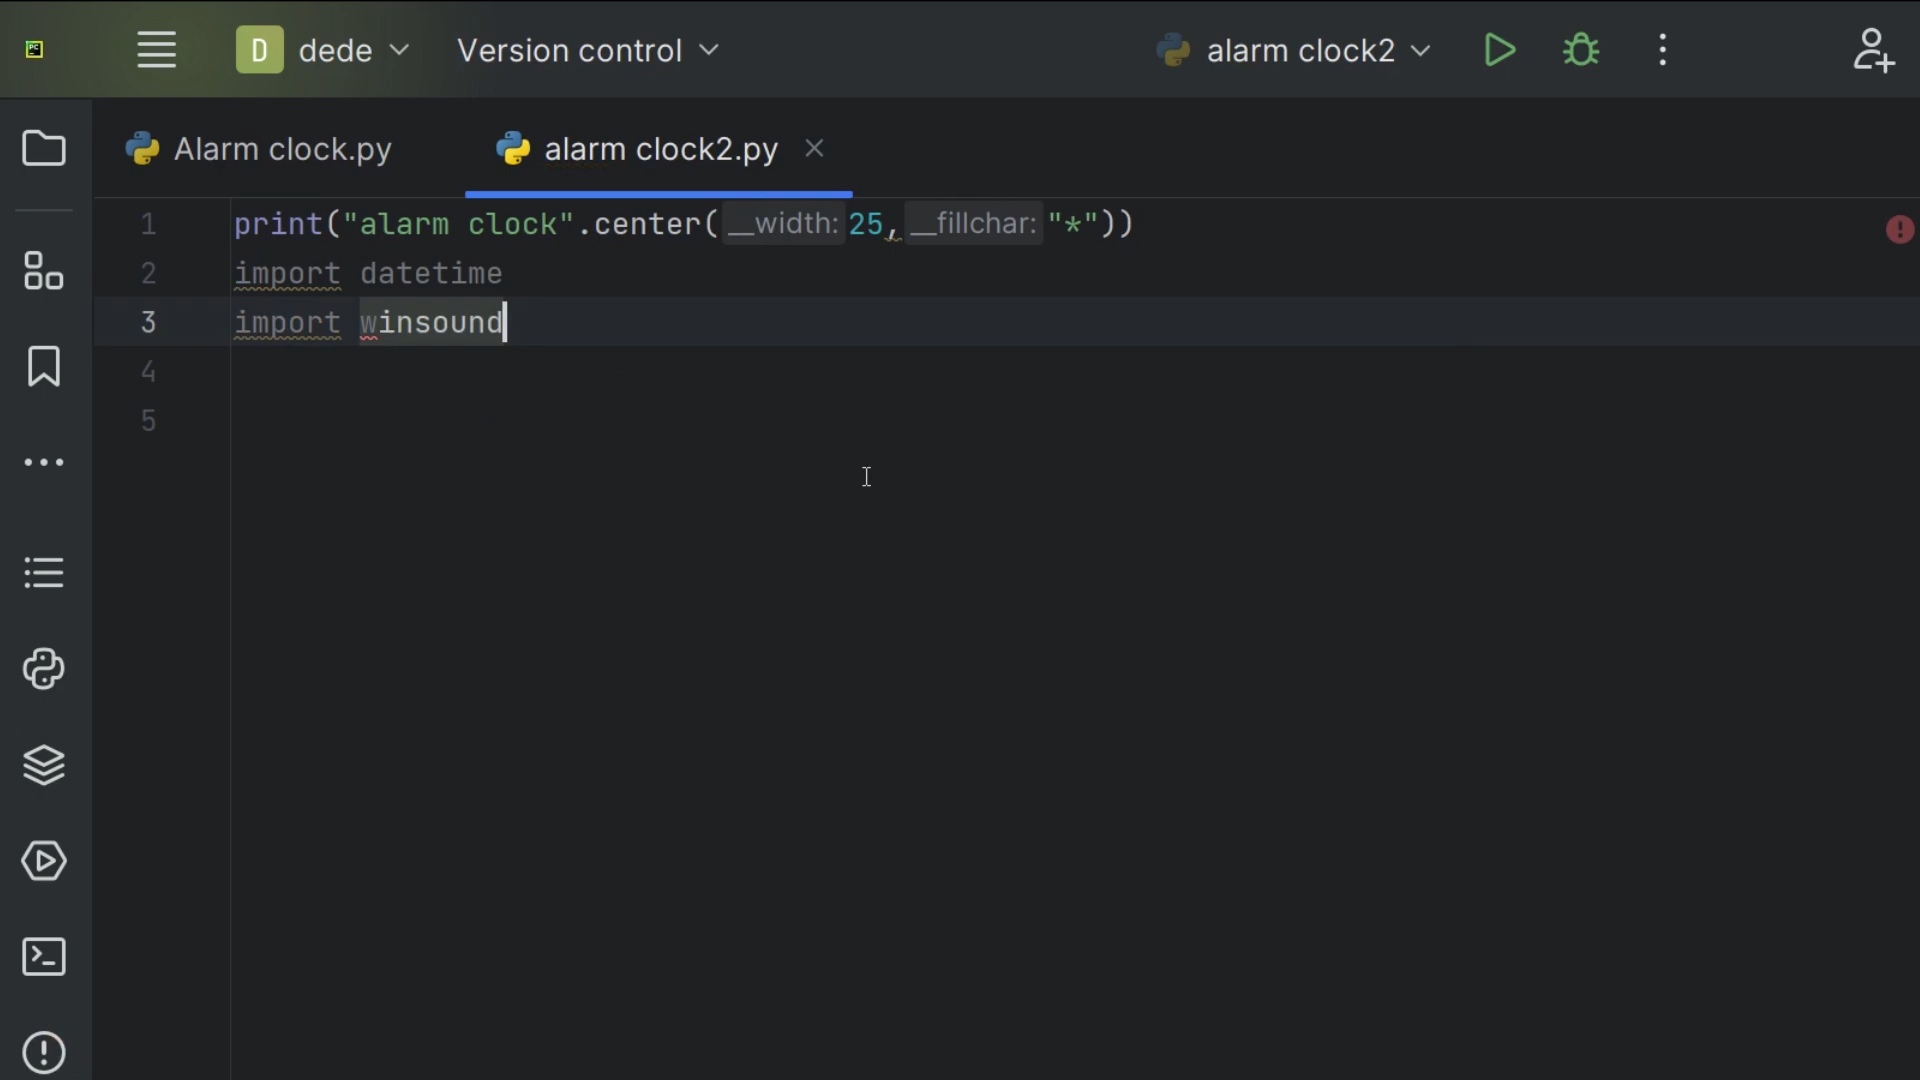 PC
D dede Version control alarm clock2
Alarm clock.py alarm clock2.py
1 print("alarm clock".center(__width: 25, __fillchar: "*"))
2 import datetime
3 import winsound
4
5